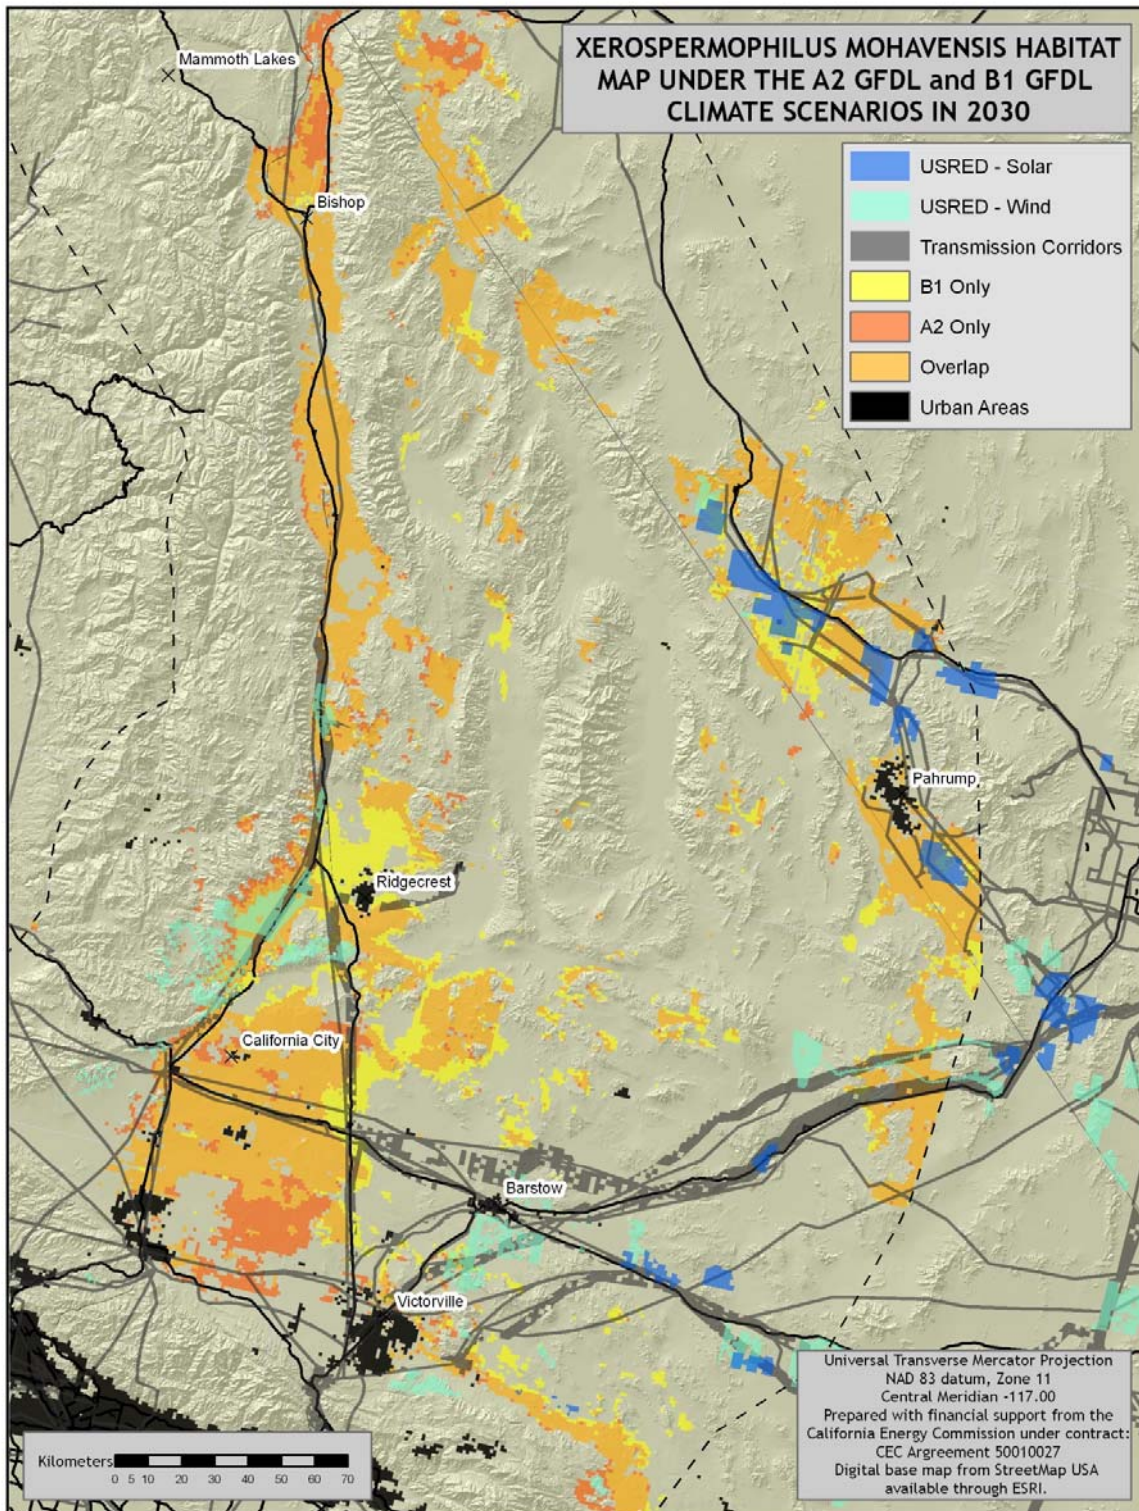 XEROSPERMOPHILUS MOHAVENSIS HABITAT
MAP UNDER THE A2 GFDL and B1 GFDL
CLIMATE SCENARIOS IN 2030
USRED - Solar
USRED - Wind
Transmission Corridors
B1 Only
A2 Only
Overlap
Urban Areas
Mammoth Lakes
Bishop
Pahrump
Ridgecrest
California City
Barstow
Victorville
Universal Transverse Mercator Projection
NAD 83 datum, Zone 11
Central Meridian -117.00
Prepared with financial support from the
California Energy Commission under contract:
CEC Argreement 50010027
Digital base map from StreetMap USA
available through ESRI.
Kilometers
0 5 10 20 30 40 50 60 70